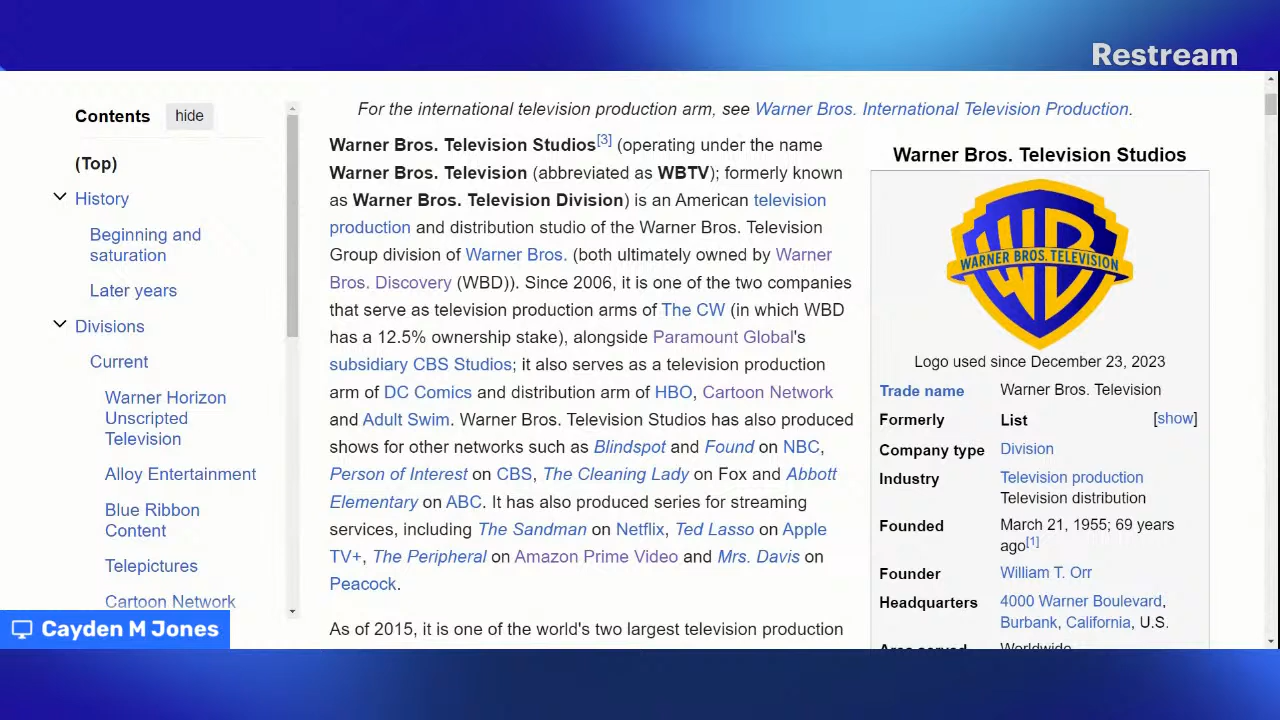 Restream
Contents hide
(Top)
History
Beginning and
saturation
Later years
Divisions
Current
Warner Horizon
Unscripted
Television
Alloy Entertainment
Blue Ribbon
Content
Telepictures
Cartoon Network
Cayden M Jones
For the international television production arm, see Warner Bros. International Television Production.
Warner Bros. Television Studios[3] (operating under the name
Warner Bros. Television (abbreviated as WBTV); formerly known
as Warner Bros. Television Division) is an American television
production and distribution studio of the Warner Bros. Television
Group division of Warner Bros. (both ultimately owned by Warner
Bros. Discovery (WBD)). Since 2006, it is one of the two companies
that serve as television production arms of The CW (in which WBD
has a 12.5% ownership stake), alongside Paramount Global's
subsidiary CBS Studios; it also serves as a television production
arm of DC Comics and distribution arm of HBO, Cartoon Network
and Adult Swim. Warner Bros. Television Studios has also produced
shows for other networks such as Blindspot and Found on NBC,
Person of Interest on CBS, The Cleaning Lady on Fox and Abbott
Elementary on ABC. It has also produced series for streaming
services, including The Sandman on Netflix, Ted Lasso on Apple
TV+, The Peripheral on Amazon Prime Video and Mrs. Davis on
Peacock.
As of 2015, it is one of the world's two largest television production
Warner Bros. Television Studios
WB
WARNER BROS. TELEVISION
Logo used since December 23, 2023
Trade name Warner Bros. Television
Formerly List [show]
Company type Division
Industry Television production
Television distribution
Founded March 21, 1955; 69 years
ago[1]
Founder William T. Orr
Headquarters 4000 Warner Boulevard,
Burbank, California, U.S.
Area served Worldwide